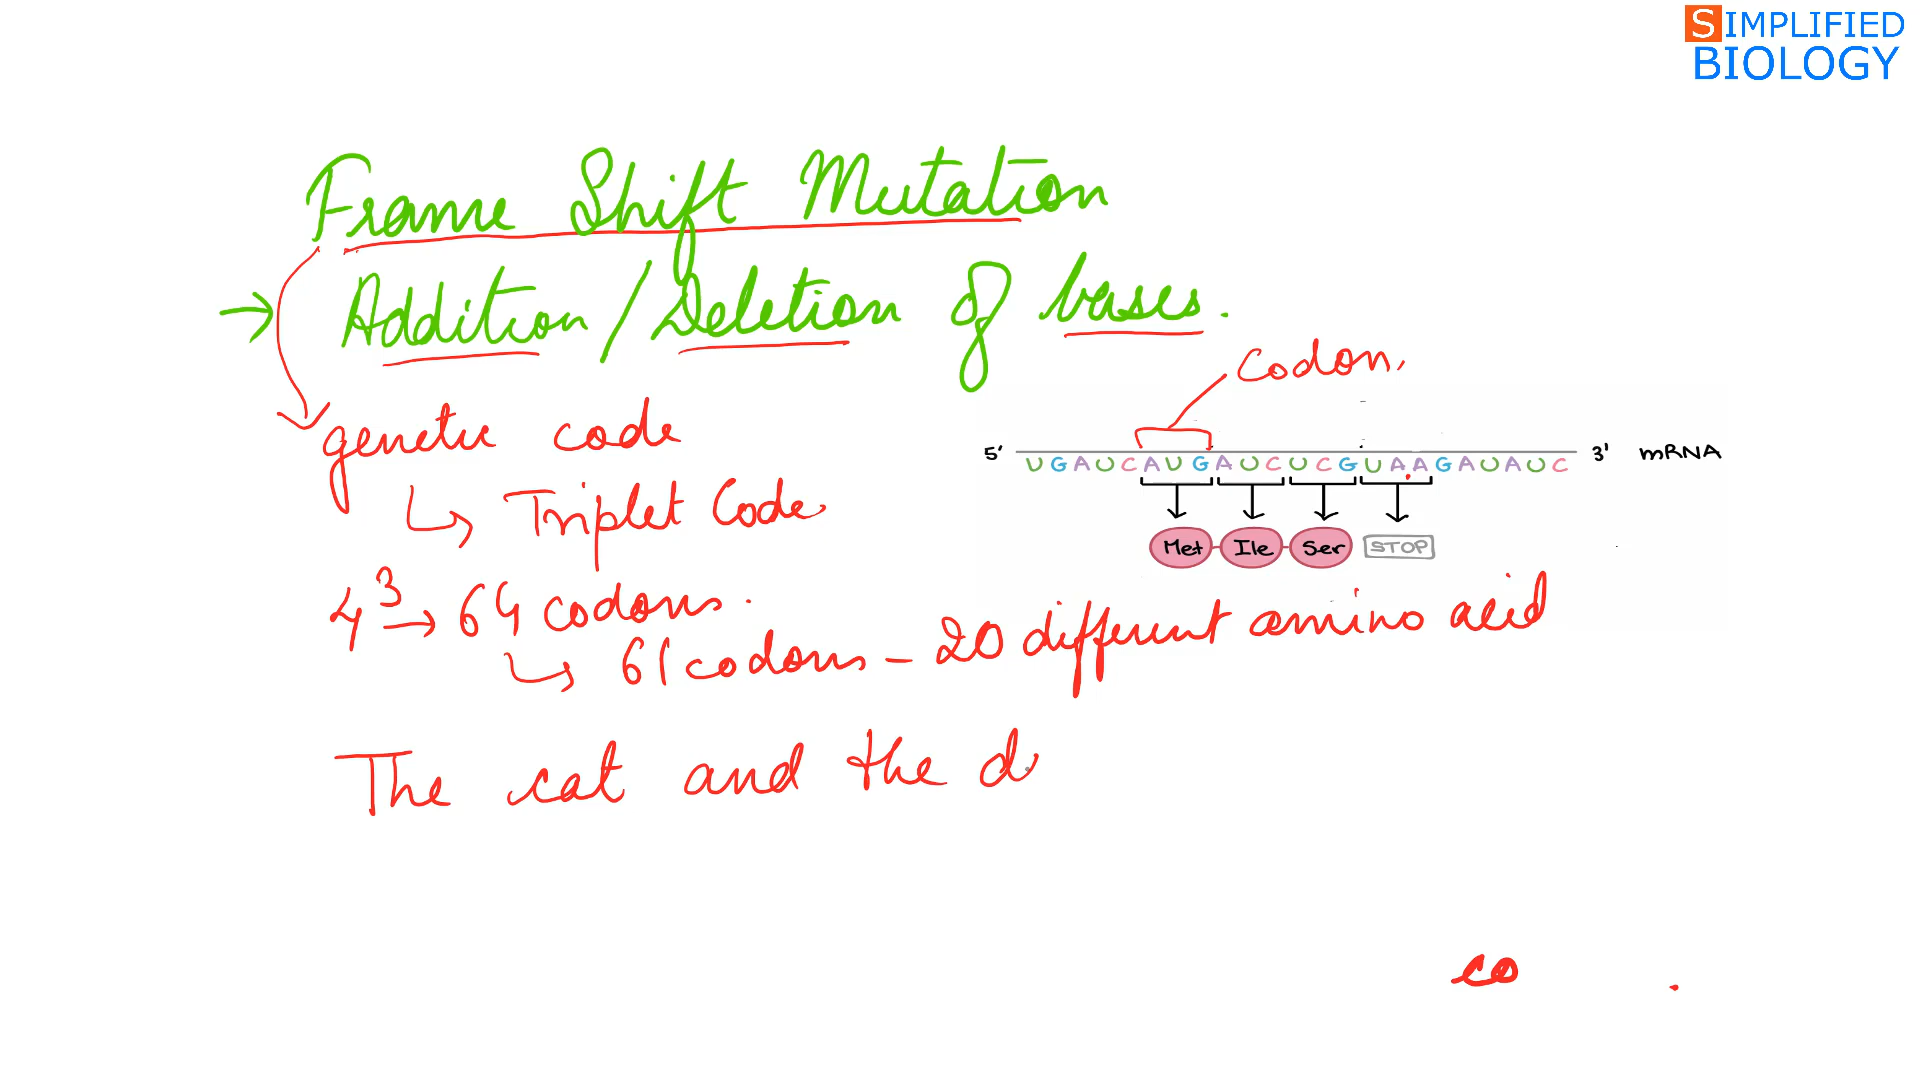 SIMPLIFIED
BIOLOGY
Frame Shift Mutation
→ Addition / Deletion of bases.
Codon.
genetic code
5' UGAUCAUGAUCUCGUAAGAUAUC 3' mRNA
Triplet Code
Met Ile Ser STOP
4³ → 64 codons.
↳ 61 codons - 20 different amino acid
The cat and the d
co